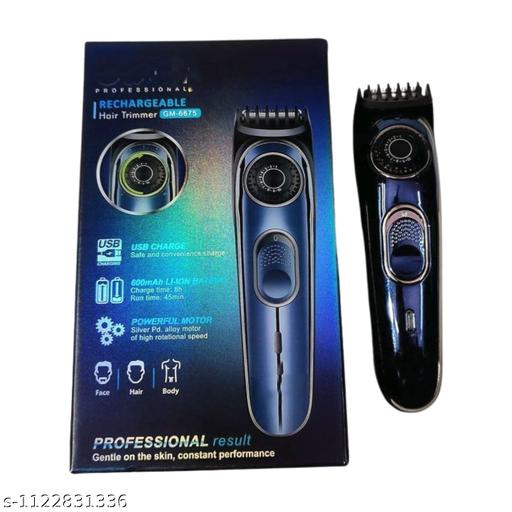 PROFESSIONAL
RECHARGEABLE
Hair Trimmer GM-6675
USB CHARGE
Safe and convenience charge
600mAh LI-ION
Charge time: 8h
Run time: 45min
POWERFUL MOTOR
Silver Pd. alloy motor
of high rotational speed
Face Hair Body
PROFESSIONAL result
Gentle on the skin, constant performance
s-1122831336